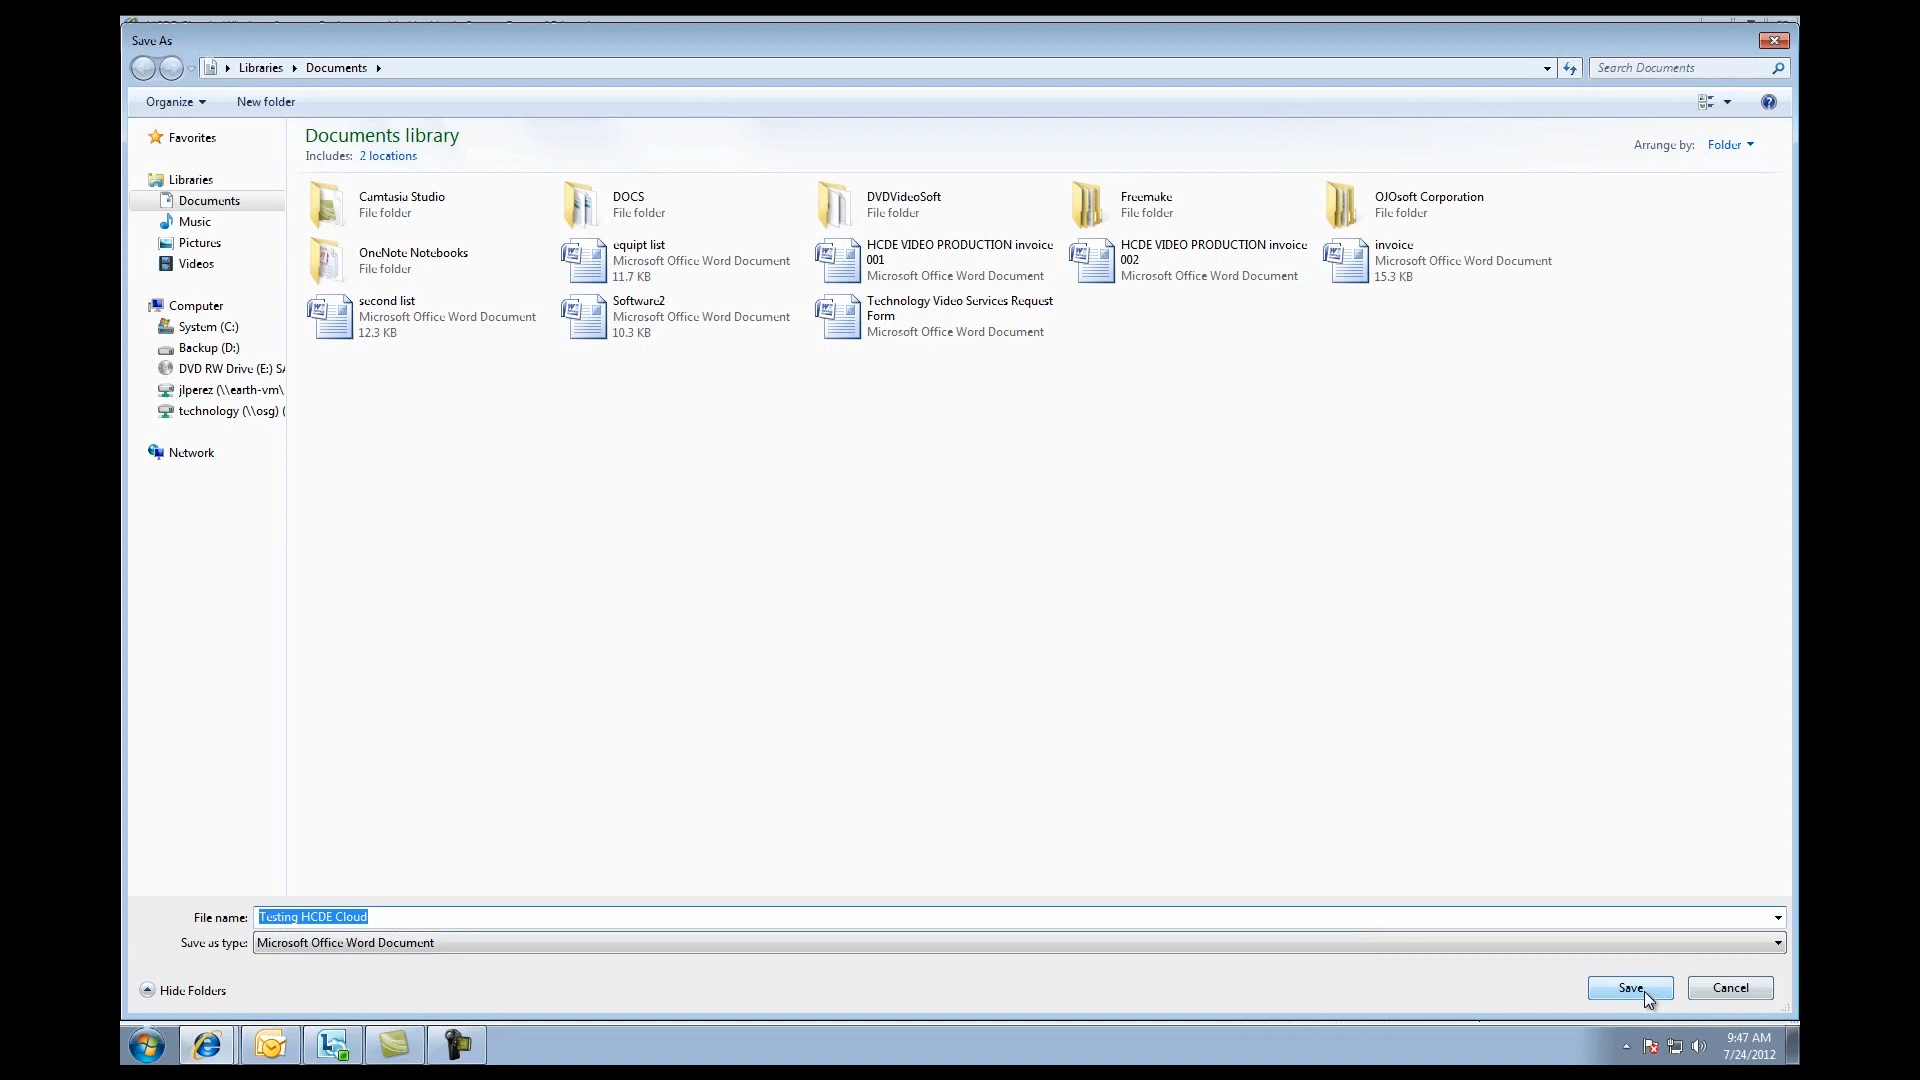 Save As
Libraries
Documents
Search Documents
Organize
New folder
Favorites
Libraries
Documents
Music
Pictures
Videos
Computer
System (C:)
Backup (D:)
DVD RW Drive (E:) SA
jlperez (\\earth-vm\
technology (\\osg) (
Network
Documents library
Includes: 2 locations
Arrange by: Folder
Camtasia Studio
File folder
DOCS
File folder
DVDVideoSoft
File folder
Freemake
File folder
OJOsoft Corporation
File folder
OneNote Notebooks
File folder
equipt list
Microsoft Office Word Document
11.7 KB
HCDE VIDEO PRODUCTION invoice
001
Microsoft Office Word Document
HCDE VIDEO PRODUCTION invoice
002
Microsoft Office Word Document
invoice
Microsoft Office Word Document
15.3 KB
second list
Microsoft Office Word Document
12.3 KB
Software2
Microsoft Office Word Document
10.3 KB
Technology Video Services Request
Form
Microsoft Office Word Document
File name: Testing HCDE Cloud
Save as type: Microsoft Office Word Document
Hide Folders
Save
Cancel
9:47 AM
7/24/2012